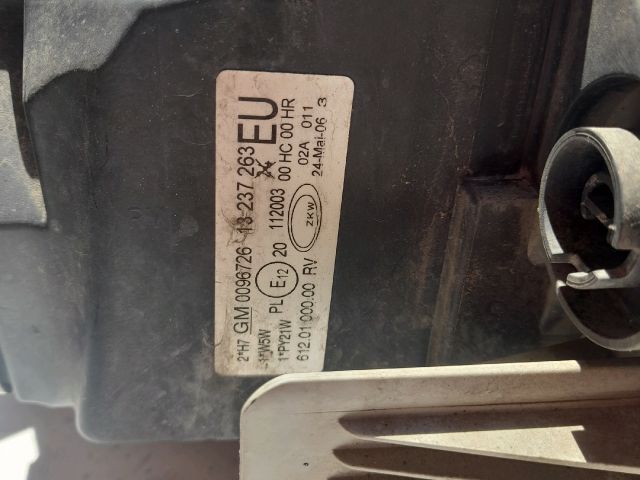 2*H7 GM 0096726 13 237 263 EU
1*W5W
1*PY21W PL E12 20 112003 00 HC 00 HR
ZKW 02A 011
612.01.000.00 RV 24-Mai-06 3